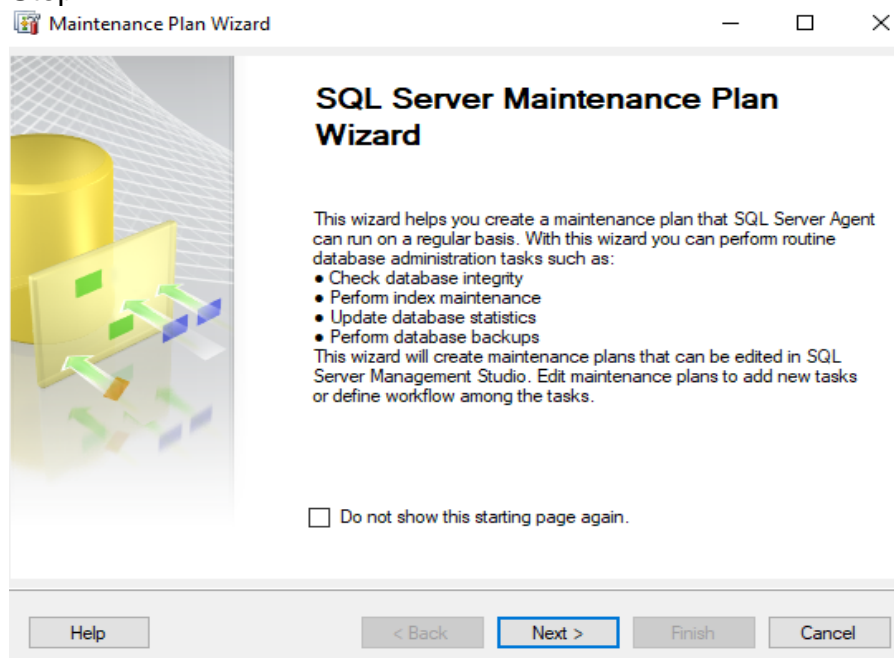 Maintenance Plan Wizard
SQL Server Maintenance Plan
Wizard
This wizard helps you create a maintenance plan that SQL Server Agent
can run on a regular basis. With this wizard you can perform routine
database administration tasks such as:
● Check database integrity
● Perform index maintenance
● Update database statistics
● Perform database backups
This wizard will create maintenance plans that can be edited in SQL
Server Management Studio. Edit maintenance plans to add new tasks
or define workflow among the tasks.
Do not show this starting page again.
Help < Back Next > Finish Cancel